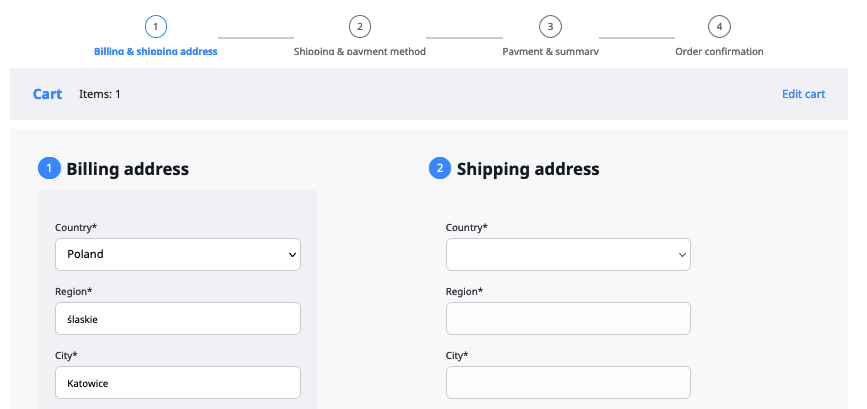 1 2 3 4
Billing & shipping address Shipping & payment method Payment & summary Order confirmation
Cart Items: 1 Edit cart
1 Billing address
Country*
Poland
Region*
ślaskie
City*
Katowice
2 Shipping address
Country*
Region*
City*